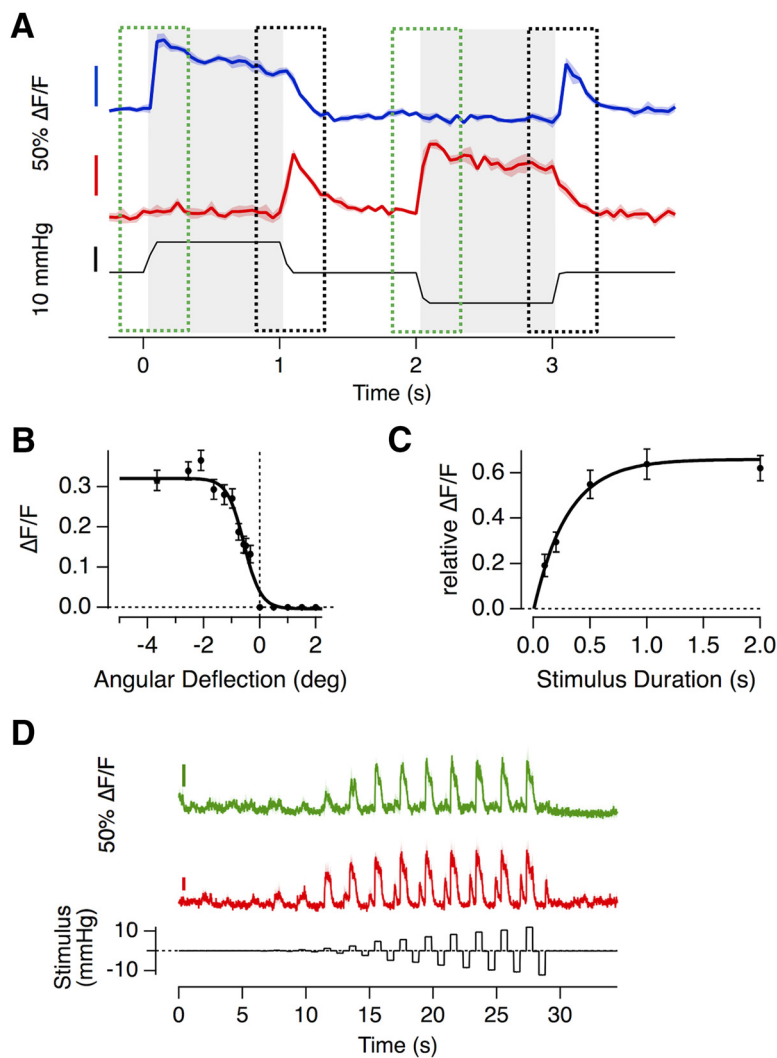 A
50% ΔF/F
10 mmHg
0 1 2 3
Time (s)
B
ΔF/F
0.3
0.2
0.1
0.0
-4 -2 0 2
Angular Deflection (deg)
C
relative ΔF/F
0.6
0.4
0.2
0.0
0.0 0.5 1.0 1.5 2.0
Stimulus Duration (s)
D
50% ΔF/F
Stimulus
(mmHg)
10
-10
0 5 10 15 20 25 30
Time (s)